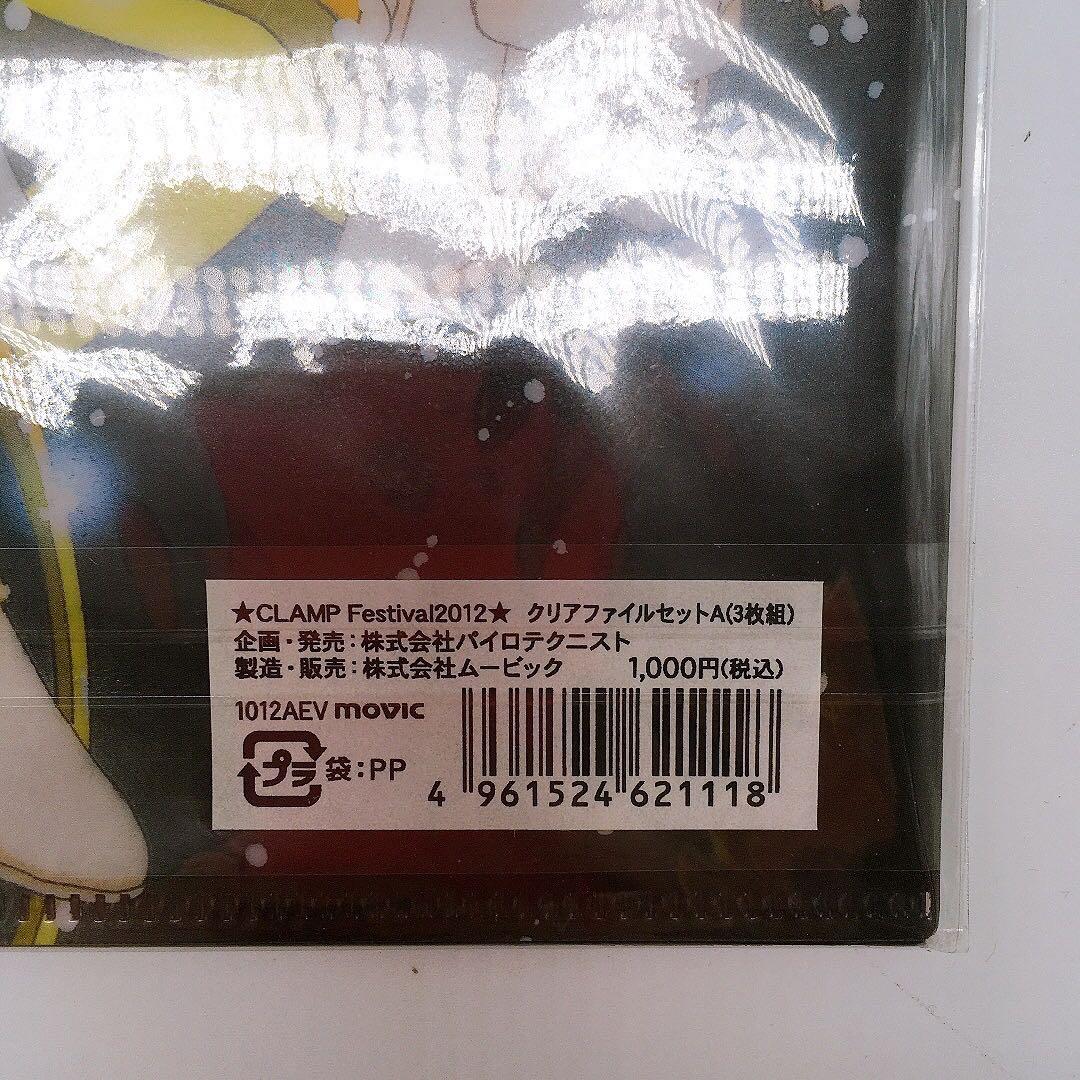 ★CLAMP Festival2012★ クリアファイルセットA(3枚組)
企画・発売：株式会社パイロテクニスト
製造・販売：株式会社ムービック 1,000円(税込)
1012AEV movic
プラ 袋：PP
4 961524 621118